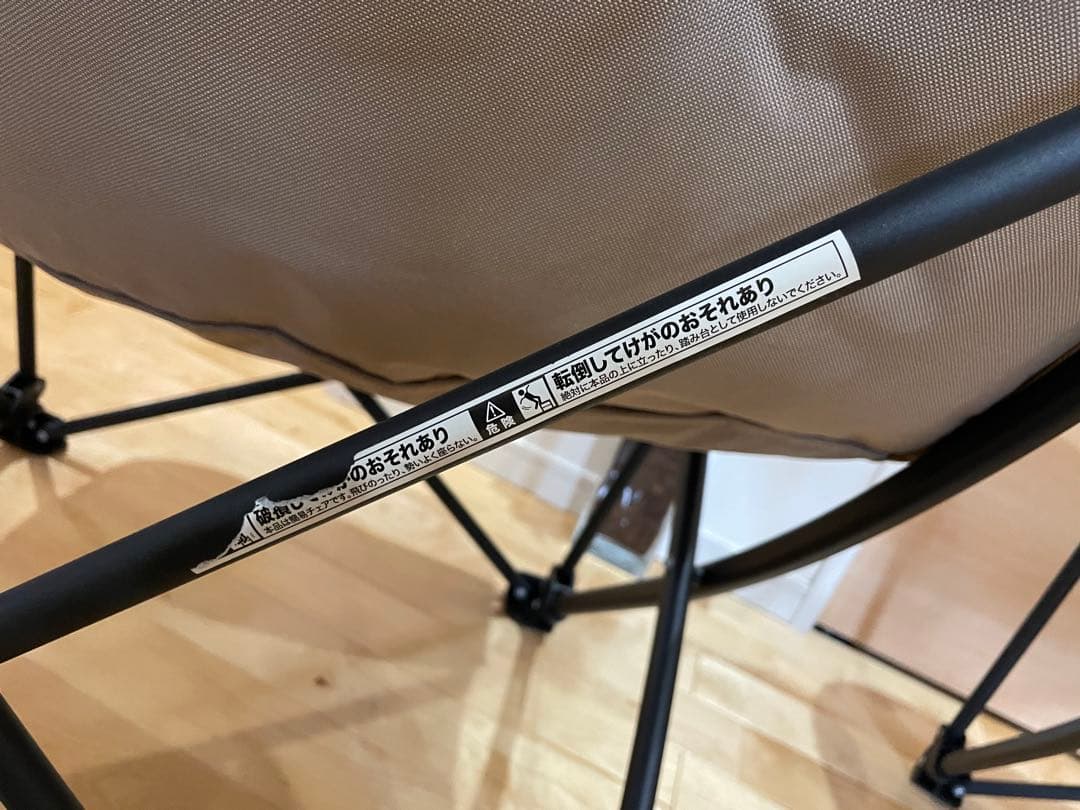 破損し
のおそれあり
本品は簡易チェアです。飛びのったり、勢いよく座らない。
危険
転倒してけがのおそれあり
絶対に本品の上に立ったり、踏み台として使用しないでください。